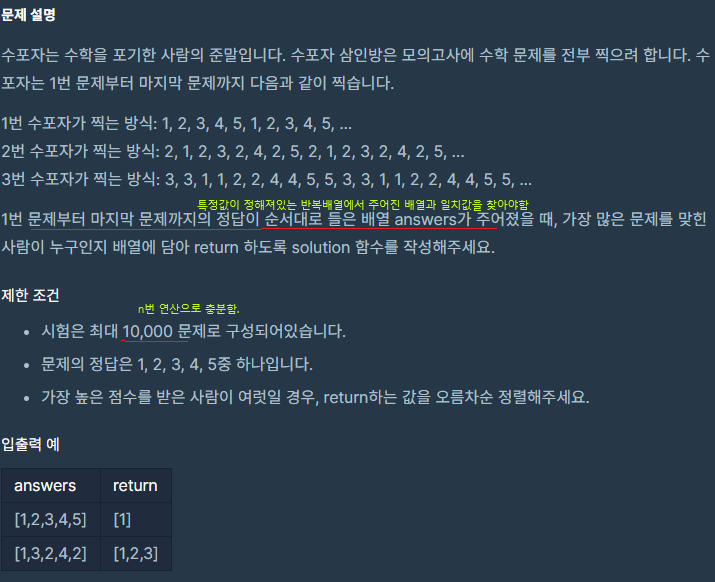 문제 설명
수포자는 수학을 포기한 사람의 준말입니다. 수포자 삼인방은 모의고사에 수학 문제를 전부 찍으려 합니다. 수
포자는 1번 문제부터 마지막 문제까지 다음과 같이 찍습니다.
1번 수포자가 찍는 방식: 1, 2, 3, 4, 5, 1, 2, 3, 4, 5, ...
2번 수포자가 찍는 방식: 2, 1, 2, 3, 2, 4, 2, 5, 2, 1, 2, 3, 2, 4, 2, 5, ...
3번 수포자가 찍는 방식: 3, 3, 1, 1, 2, 2, 4, 4, 5, 5, 3, 3, 1, 1, 2, 2, 4, 4, 5, 5, ...
특정값이 정해져있는 반복배열에서 주어진 배열과 일치값을 찾아야함
1번 문제부터 마지막 문제까지의 정답이 순서대로 들은 배열 answers가 주어졌을 때, 가장 많은 문제를 맞힌
사람이 누구인지 배열에 담아 return 하도록 solution 함수를 작성해주세요.
제한 조건
n번 연산으로 충분함.
• 시험은 최대 10,000 문제로 구성되어있습니다.
• 문제의 정답은 1, 2, 3, 4, 5중 하나입니다.
• 가장 높은 점수를 받은 사람이 여럿일 경우, return하는 값을 오름차순 정렬해주세요.
입출력 예
answers return
[1,2,3,4,5] [1]
[1,3,2,4,2] [1,2,3]